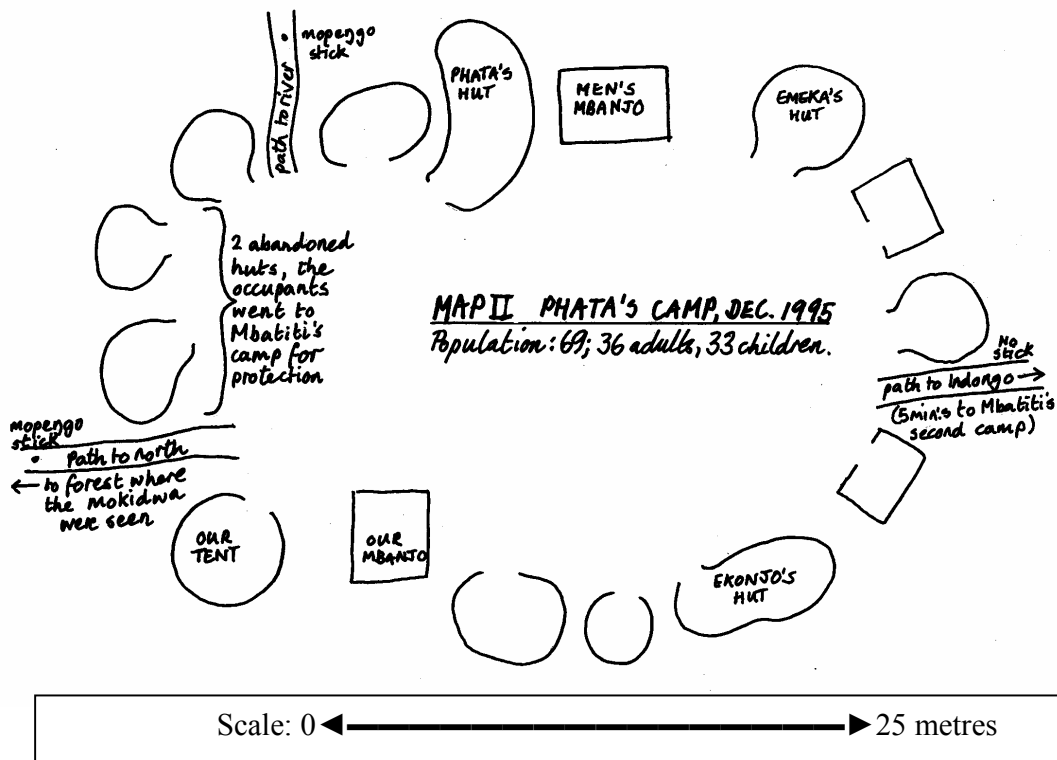 mopengo
stick
path to river
PHATA'S
HUT
MEN'S
MBANJO
EMEKA'S
HUT
2 abandoned
huts, the
occupants
went to
Mbatiti's
camp for
protection
MAP II PHATA'S CAMP, DEC. 1995
Population: 69; 36 adults, 33 children.
No
stick
path to Indongo →
(5min's to Mbatiti's
second camp)
mopengo
stick
Path to north
← to forest where
the Mokidwa
were seen
OUR
TENT
OUR
MBANJO
EKONJO'S
HUT
Scale: 0 25 metres